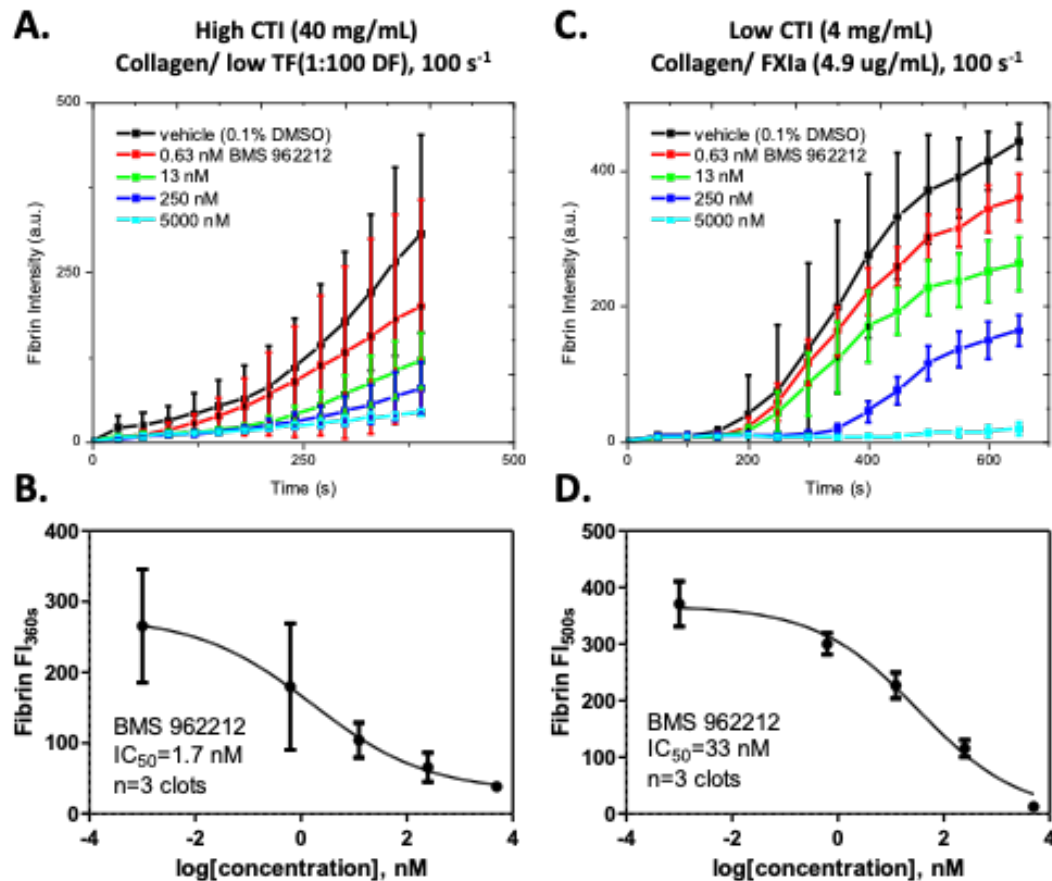 A.
High CTI (40 mg/mL)
Collagen/ low TF(1:100 DF), 100 s⁻¹
500
250
0
0
250
500
Fibrin Intensity (a.u.)
Time (s)
vehicle (0.1% DMSO)
0.63 nM BMS 962212
13 nM
250 nM
5000 nM
C.
Low CTI (4 mg/mL)
Collagen/ FXIa (4.9 ug/mL), 100 s⁻¹
400
200
0
0
200
400
600
Fibrin Intensity (a.u.)
Time (s)
vehicle (0.1% DMSO)
0.63 nM BMS 962212
13 nM
250 nM
5000 nM
B.
400
300
200
100
0
-4
-2
0
2
4
Fibrin FI360s
log[concentration], nM
BMS 962212
IC50=1.7 nM
n=3 clots
D.
500
400
300
200
100
0
-4
-2
0
2
4
Fibrin FI500s
log[concentration], nM
BMS 962212
IC50=33 nM
n=3 clots